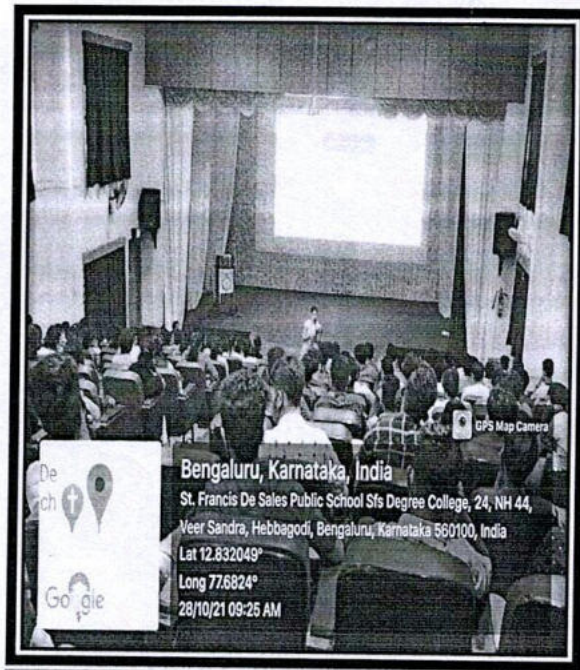 GPS Map Camera
Bengaluru, Karnataka, India
St. Francis De Sales Public School Sfs Degree College, 24, NH 44,
Veer Sandra, Hebbagodi, Bengaluru, Karnataka 560100, India
Lat 12.832049°
Long 77.6824°
28/10/21 09:25 AM
De
ch
Google